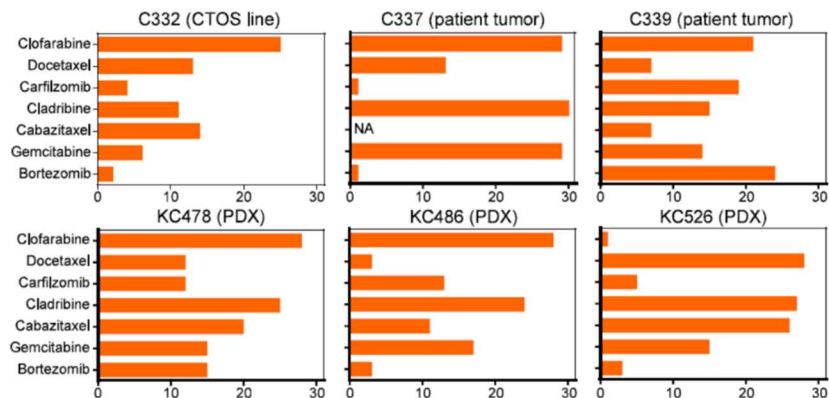 C332 (CTOS line) C337 (patient tumor) C339 (patient tumor)
Clofarabine
Docetaxel
Carfilzomib
Cladribine
Cabazitaxel NA
Gemcitabine
Bortezomib
0 10 20 30 0 10 20 30 0 10 20 30
KC478 (PDX) KC486 (PDX) KC526 (PDX)
Clofarabine
Docetaxel
Carfilzomib
Cladribine
Cabazitaxel
Gemcitabine
Bortezomib
0 10 20 30 0 10 20 30 0 10 20 30